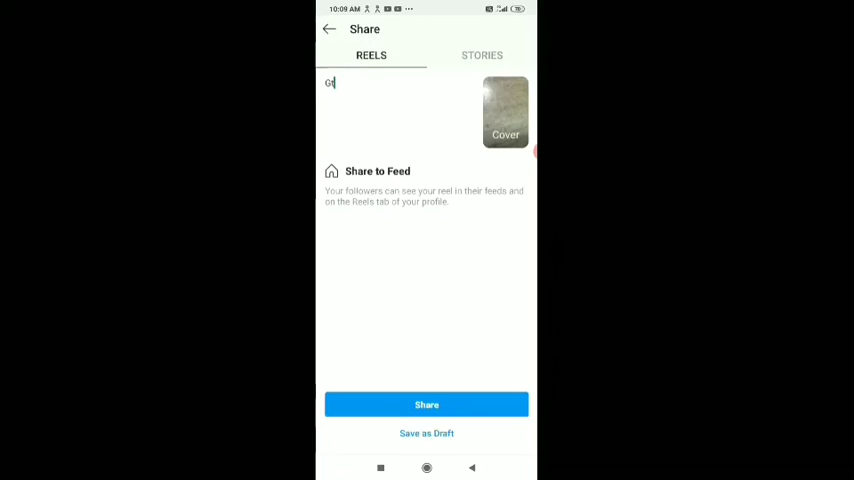 10:09 AM
Share
REELS
STORIES
Gt
Cover
Share to Feed
Your followers can see your reel in their feeds and
on the Reels tab of your profile.
Share
Save as Draft